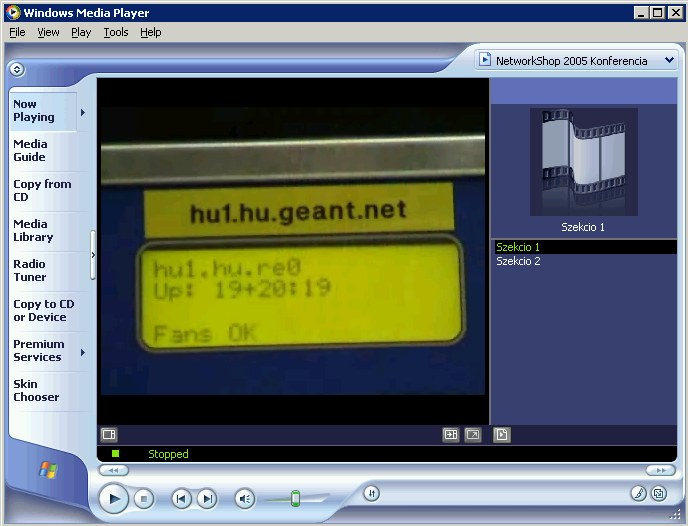 Windows Media Player
File View Play Tools Help
NetworkShop 2005 Konferencia
Now Playing
Media Guide
Copy from CD
Media Library
Radio Tuner
Copy to CD or Device
Premium Services
Skin Chooser
hu1.hu.geant.net
hu1.hu.re0
Up: 19+20:19
Fans OK
Szekcio 1
Szekcio 1
Szekcio 2
Stopped